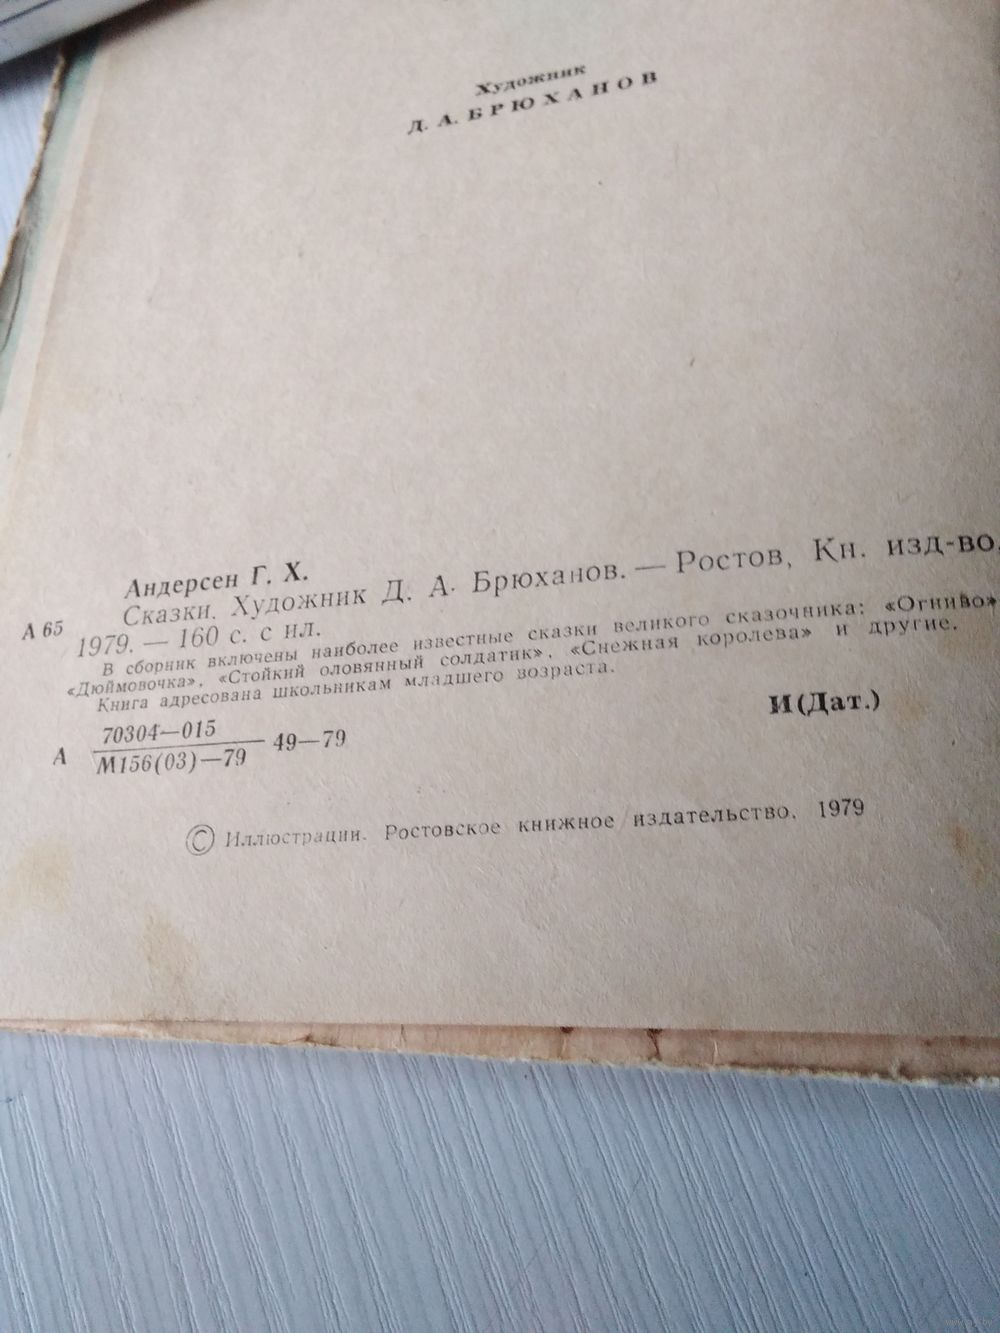 Художник
Д. А. БРЮХАНОВ
Андерсен Г. Х.
А 65
Сказки. Художник Д. А. Брюханов. — Ростов, Кн. изд-во,
1979. — 160 с. с ил.
В сборник включены наиболее известные сказки великого сказочника: «Огниво»
«Дюймовочка», «Стойкий оловянный солдатик», «Снежная королева» и другие.
Книга адресована школьникам младшего возраста.
А 70304—015
М156(03)—79 49—79
И(Дат.)
© Иллюстрации. Ростовское книжное издательство. 1979